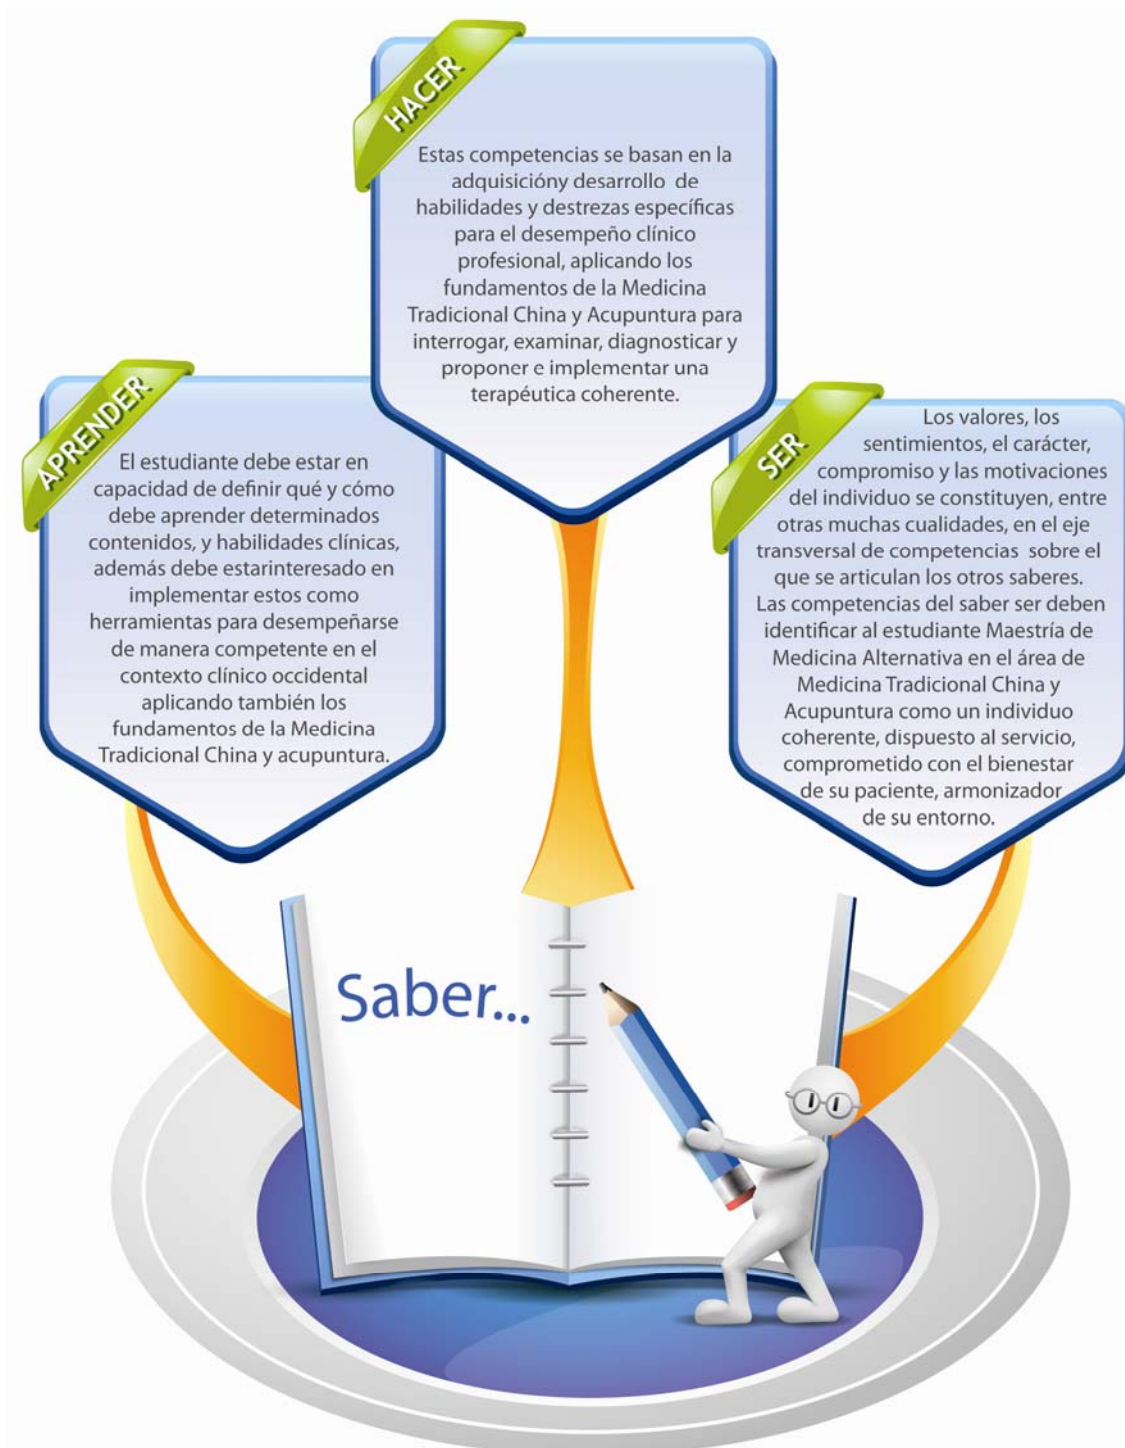 HACER
Estas competencias se basan en la
adquisicióny desarrollo de
habilidades y destrezas específicas
para el desempeño clínico
profesional, aplicando los
fundamentos de la Medicina
Tradicional China y Acupuntura para
interrogar, examinar, diagnosticar y
proponer e implementar una
terapéutica coherente.
APRENDER
El estudiante debe estar en
capacidad de definir qué y cómo
debe aprender determinados
contenidos, y habilidades clínicas,
además debe estarinteresado en
implementar estos como
herramientas para desempeñarse
de manera competente en el
contexto clínico occidental
aplicando también los
fundamentos de la Medicina
Tradicional China y acupuntura.
SER
Los valores, los
sentimientos, el carácter,
compromiso y las motivaciones
del individuo se constituyen, entre
otras muchas cualidades, en el eje
transversal de competencias sobre el
que se articulan los otros saberes.
Las competencias del saber ser deben
identificar al estudiante Maestría de
Medicina Alternativa en el área de
Medicina Tradicional China y
Acupuntura como un individuo
coherente, dispuesto al servicio,
comprometido con el bienestar
de su paciente, armonizador
de su entorno.
Saber...